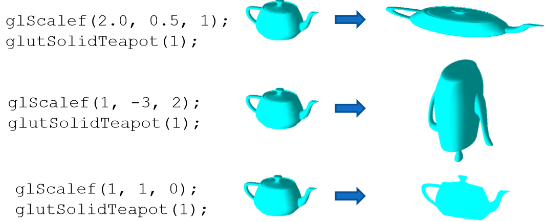 glScalef(2.0, 0.5, 1);
glutSolidTeapot(1);
glScalef(1, -3, 2);
glutSolidTeapot(1);
glScalef(1, 1, 0);
glutSolidTeapot(1);